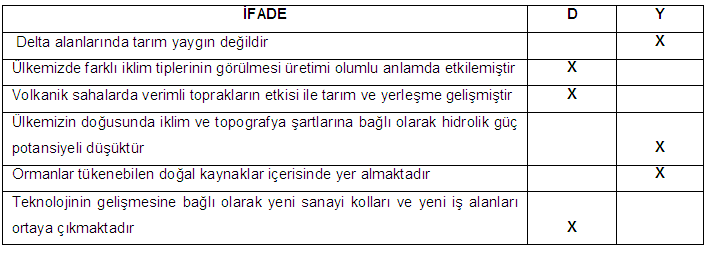 İFADE D Y
Delta alanlarında tarım yaygın değildir X
Ülkemizde farklı iklim tiplerinin görülmesi üretimi olumlu anlamda etkilemiştir X
Volkanik sahalarda verimli toprakların etkisi ile tarım ve yerleşme gelişmiştir X
Ülkemizin doğusunda iklim ve topografya şartlarına bağlı olarak hidrolik güç
potansiyeli düşüktür X
Ormanlar tükenebilen doğal kaynaklar içerisinde yer almaktadır X
Teknolojinin gelişmesine bağlı olarak yeni sanayi kolları ve yeni iş alanları
ortaya çıkmaktadır X